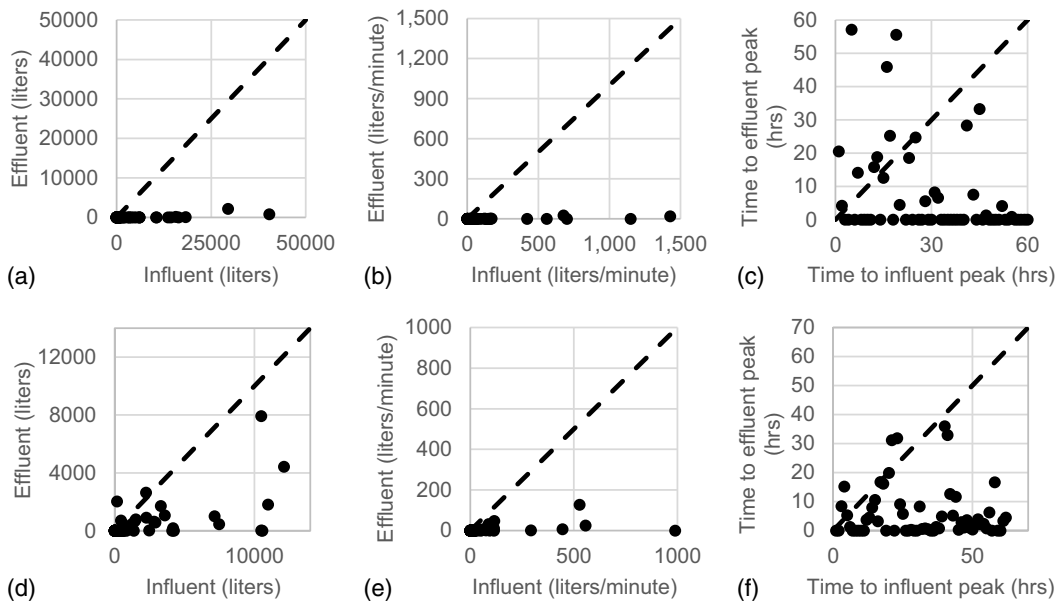 50000
40000
30000
20000
10000
0
Effluent (liters)
0
25000
50000
Influent (liters)
(a)
1,500
1,200
900
600
300
0
Effluent (liters/minute)
0
500
1,000
1,500
Influent (liters/minute)
(b)
60
50
40
30
20
10
0
Time to effluent peak
(hrs)
0
30
60
Time to influent peak (hrs)
(c)
12000
8000
4000
0
Effluent (liters)
0
10000
Influent (liters)
(d)
1000
800
600
400
200
0
Effluent (liters/minute)
0
500
1000
Influent (liters/minute)
(e)
70
60
50
40
30
20
10
0
Time to effluent peak
(hrs)
0
50
Time to influent peak (hrs)
(f)